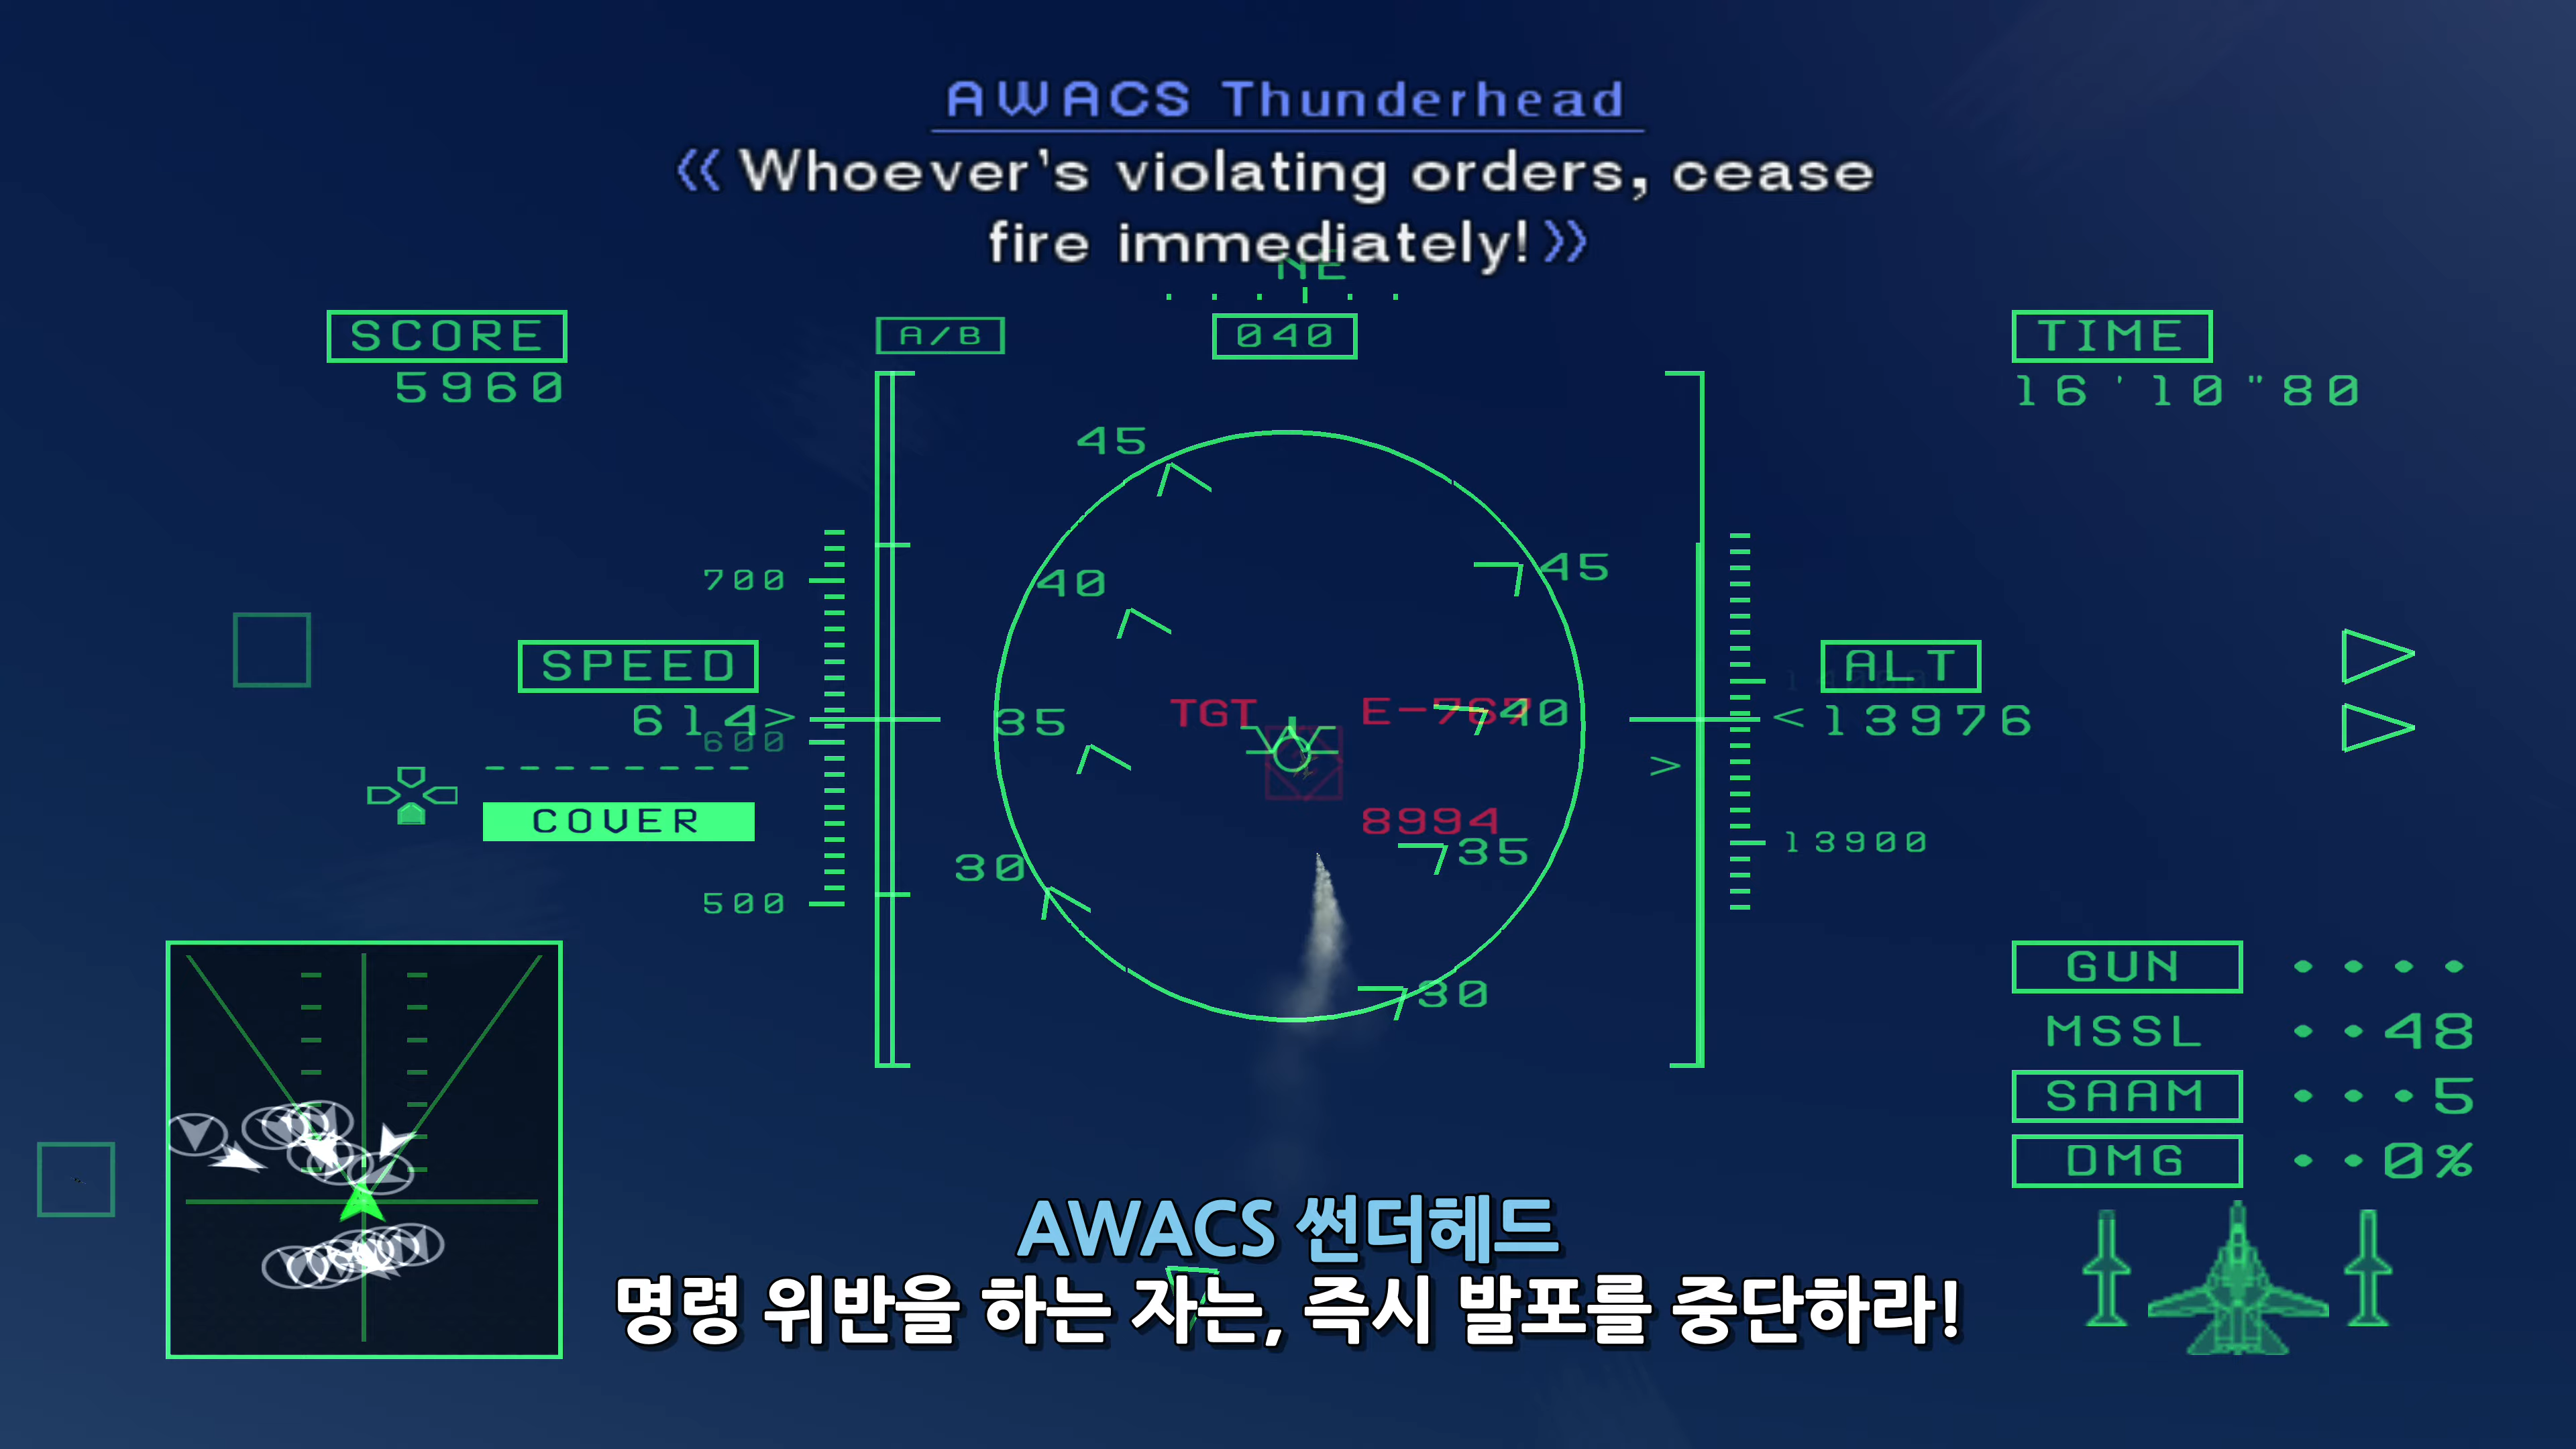 AWACS Thunderhead
《Whoever's violating orders, cease
fire immediately!》
NE
SCORE
5960
A/B
040
TIME
16'10"80
45
45
40
700
SPEED
614>
600
ALT
<13976
35
TGT
E-767
40
COVER
8994
>
13900
30
35
500
30
GUN
MSSL
48
SAAM
5
DMG
0%
AWACS 썬더헤드
명령 위반을 하는 자는, 즉시 발포를 중단하라!